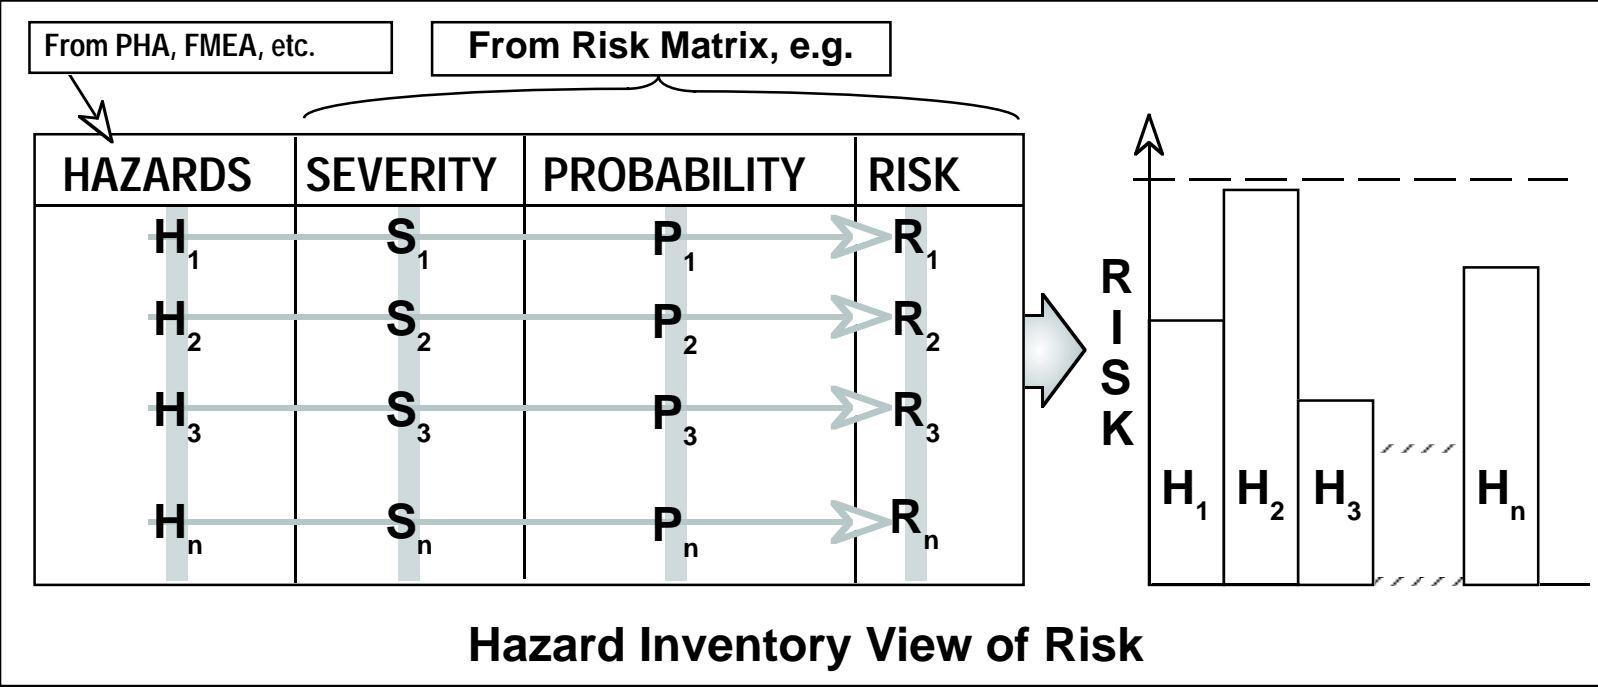 From PHA, FMEA, etc.
From Risk Matrix, e.g.
HAZARDS SEVERITY PROBABILITY RISK
H1 S1 P1 R1
H2 S2 P2 R2
H3 S3 P3 R3
Hn Sn Pn Rn
RISK
H1 H2 H3 Hn
Hazard Inventory View of Risk